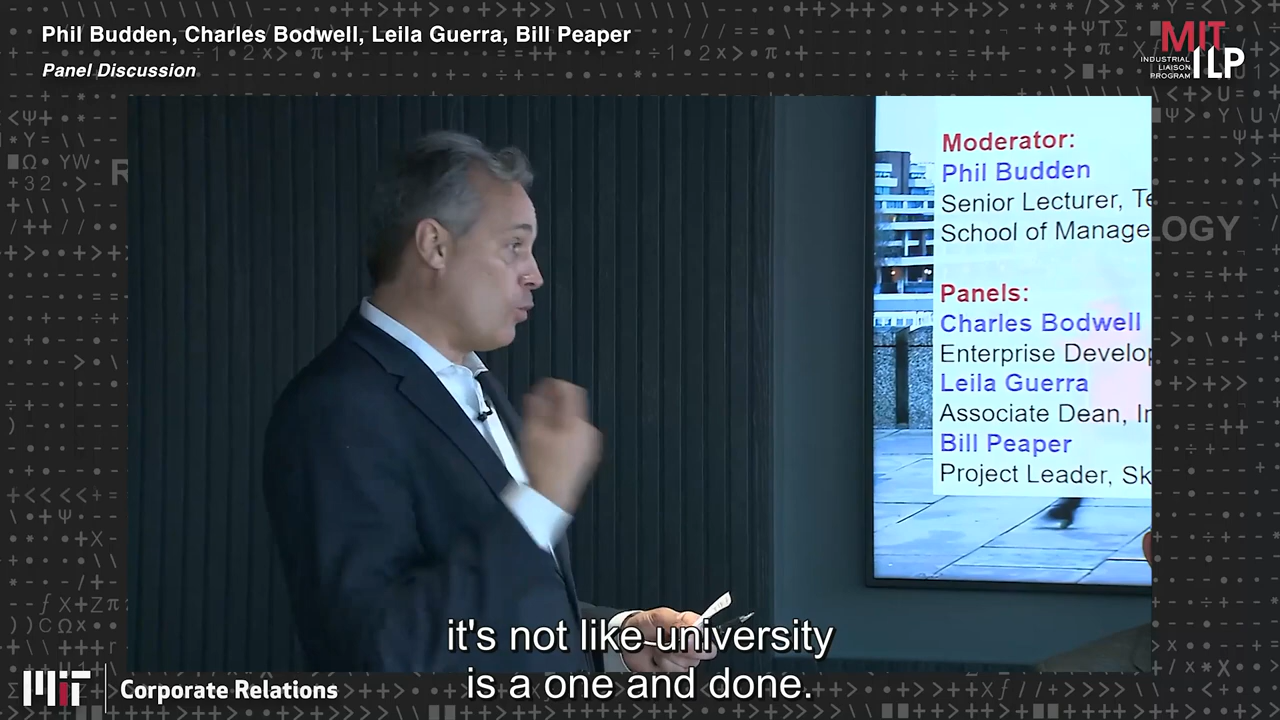 Phil Budden, Charles Bodwell, Leila Guerra, Bill Peaper
Panel Discussion
MIT
INDUSTRIAL
LIAISON
PROGRAM
ILP
Moderator:
Phil Budden
Senior Lecturer,
School of
Panels:
Charles Bodwell
Enterprise
Leila Guerra
Associate Dean,
Bill Peaper
Project Leader,
it's not like university
is a one and done.
MIT
Corporate Relations